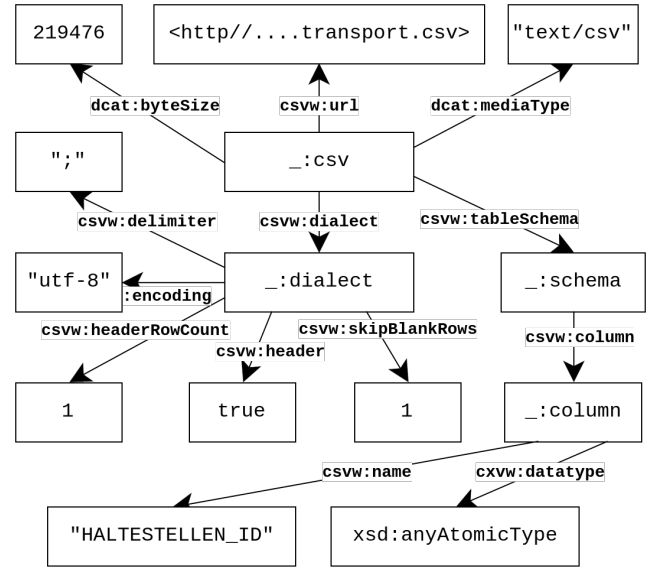 219476
<http//....transport.csv>
"text/csv"
dcat:byteSize
csvw:url
dcat:mediaType
";"
_:csv
csvw:delimiter
csvw:dialect
csvw:tableSchema
"utf-8"
_:dialect
_:schema
:encoding
csvw:headerRowCount
csvw:header
csvw:skipBlankRows
csvw:column
1
true
1
_:column
csvw:name
cxvw:datatype
"HALTESTELLEN_ID"
xsd:anyAtomicType